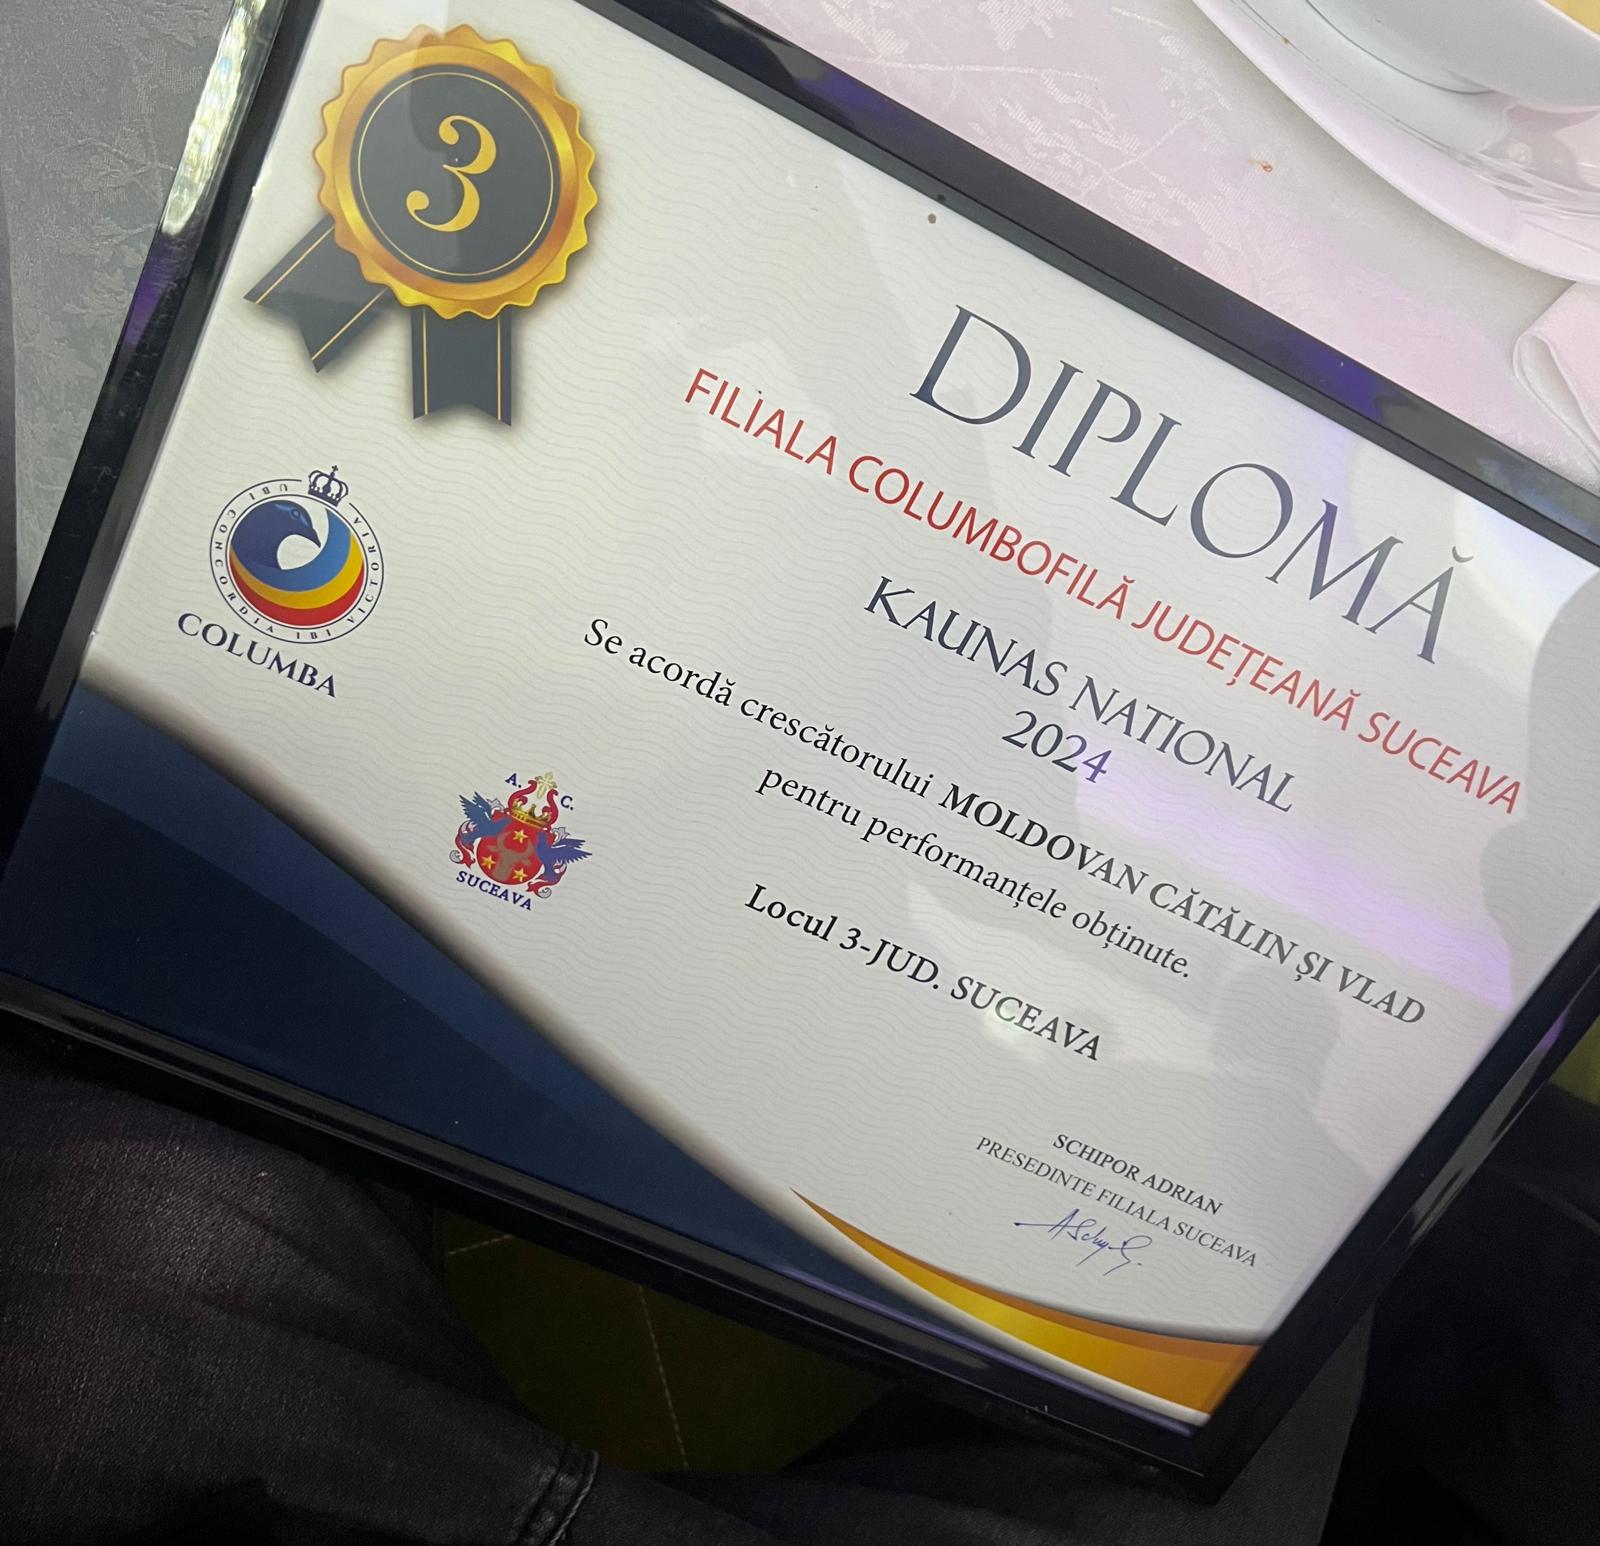 3
DIPLOMĂ
FILIALA COLUMBOFILĂ JUDEȚEANĂ SUCEAVA
KAUNAS NATIONAL
2024
Se acordă crescătorului MOLDOVAN CĂTĂLIN ȘI VLAD
pentru performanțele obținute.
Locul 3-JUD. SUCEAVA
UBI CONCORDIA IBI VICTORIA
COLUMBA
A. C.
SUCEAVA
SCHIPOR ADRIAN
PRESEDINTE FILIALA SUCEAVA